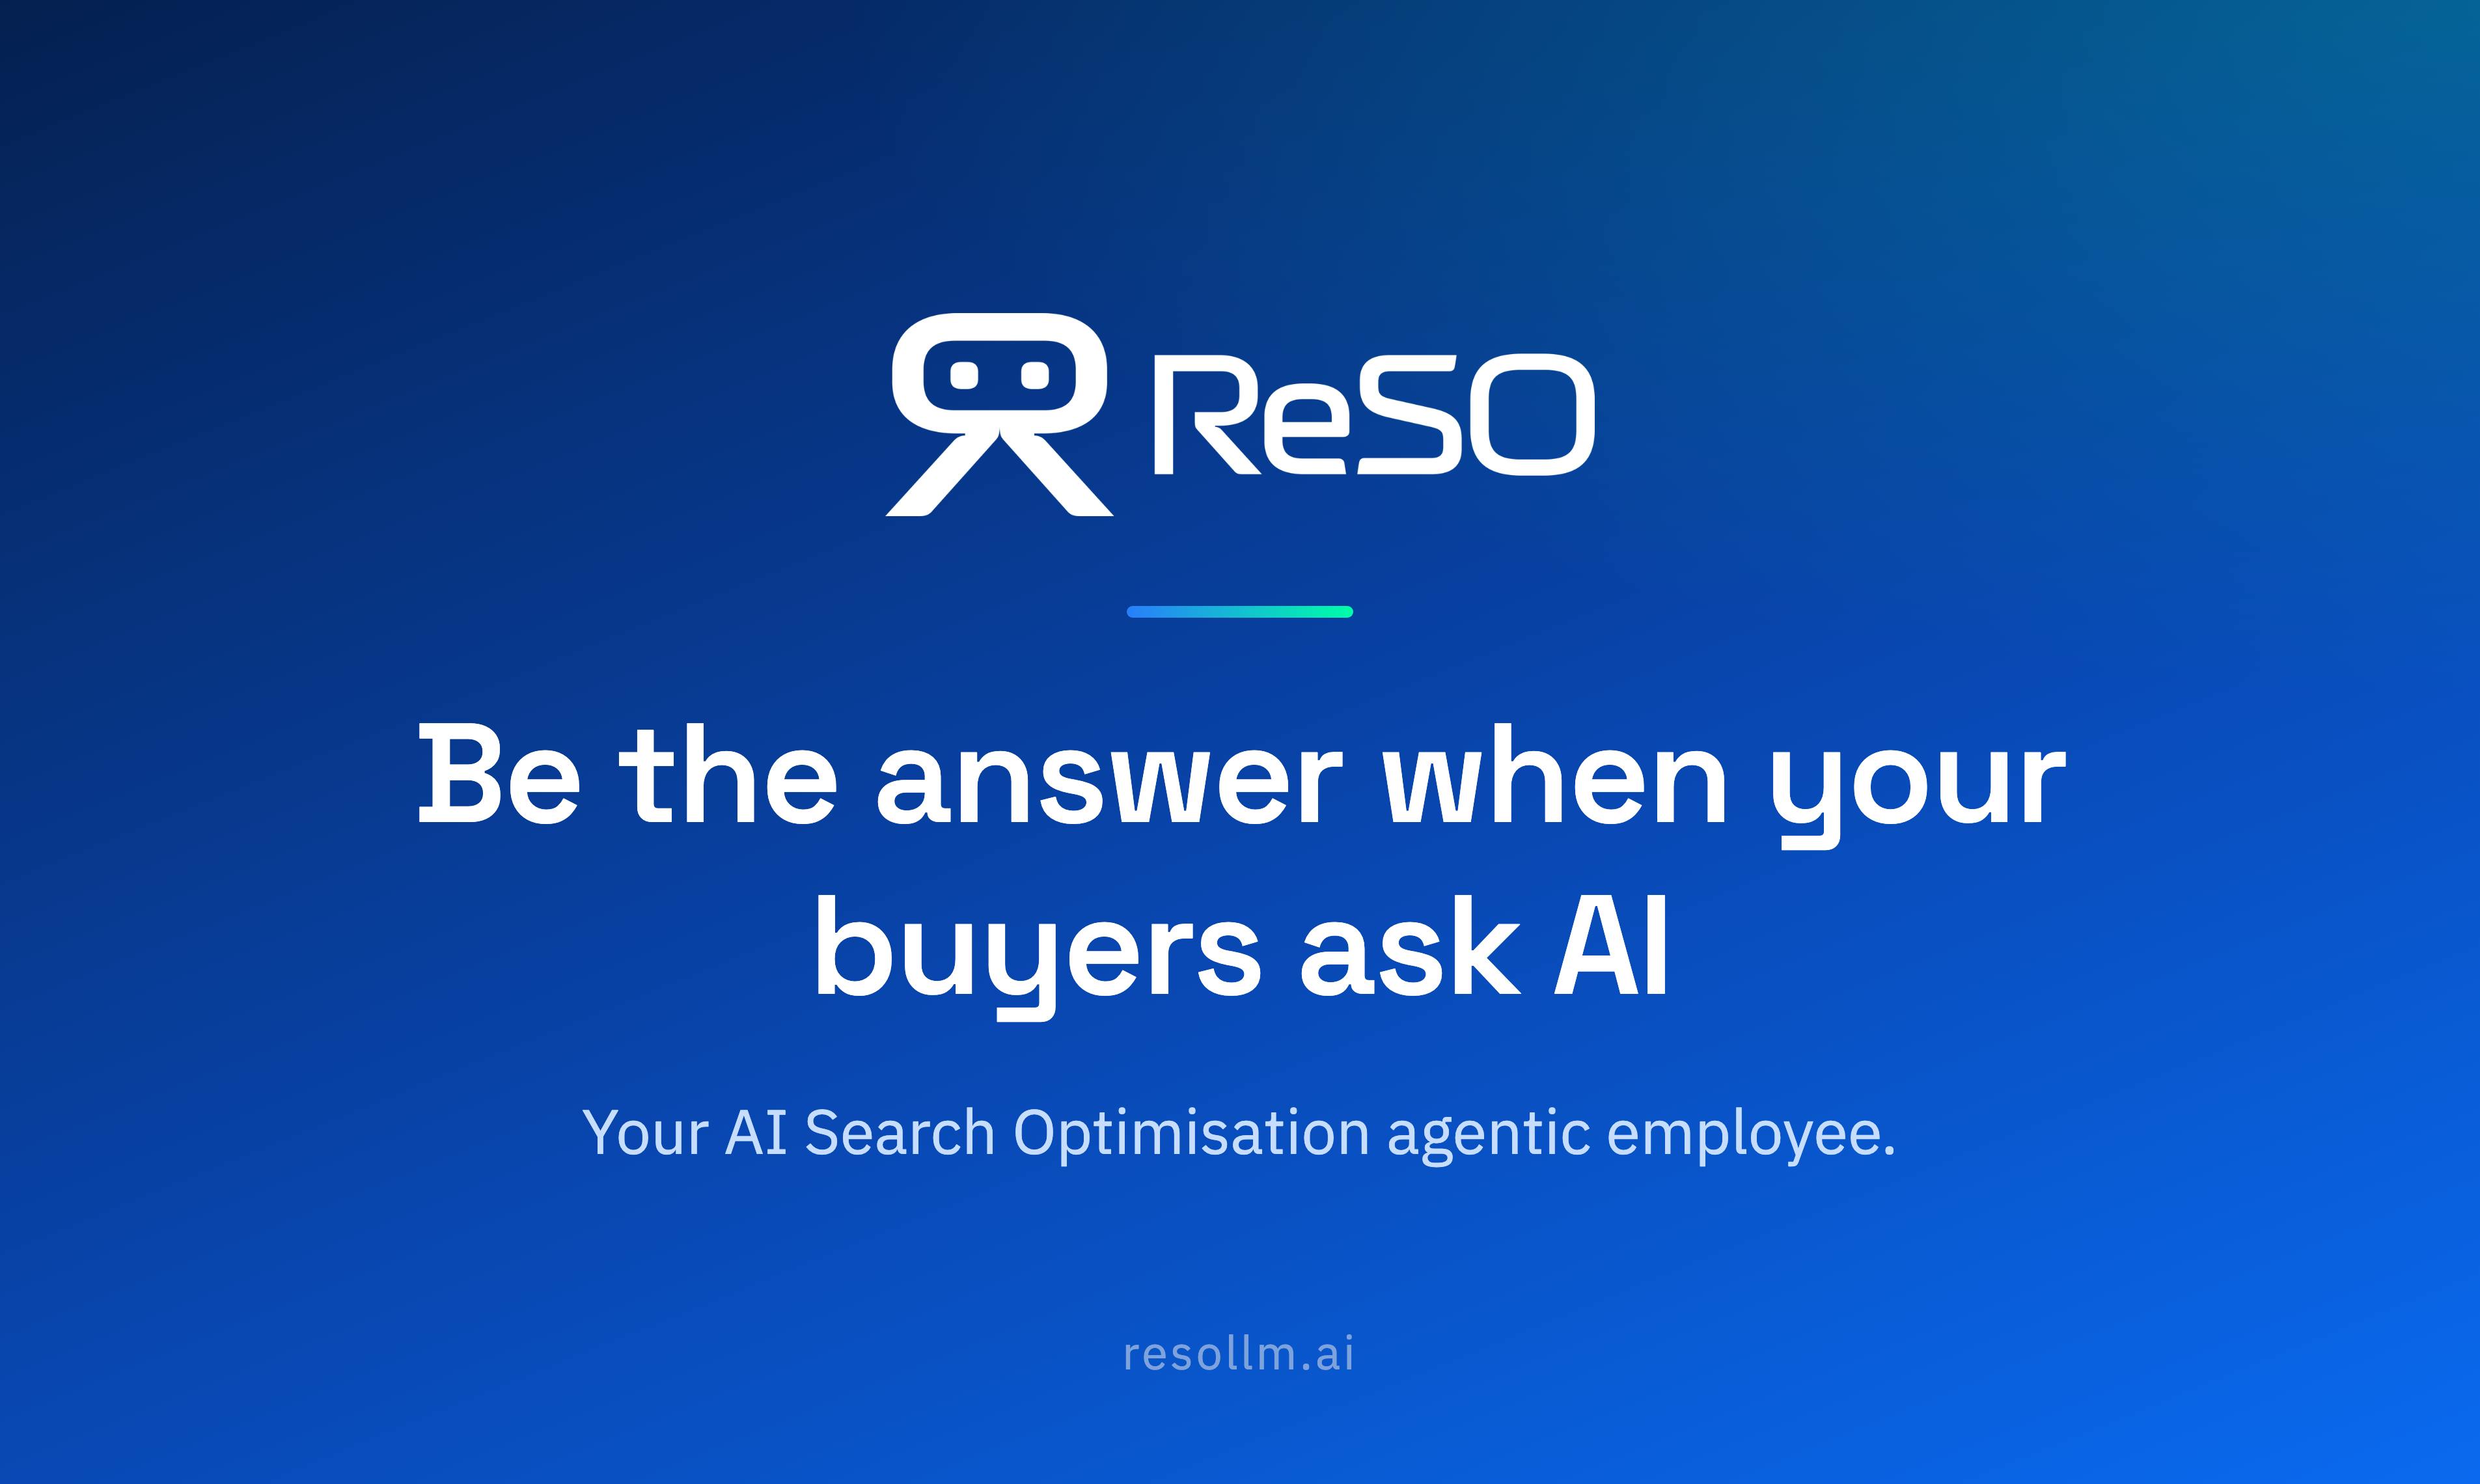 ReSO
Be the answer when your
buyers ask AI
Your AI Search Optimisation agentic employee.
resollm.ai